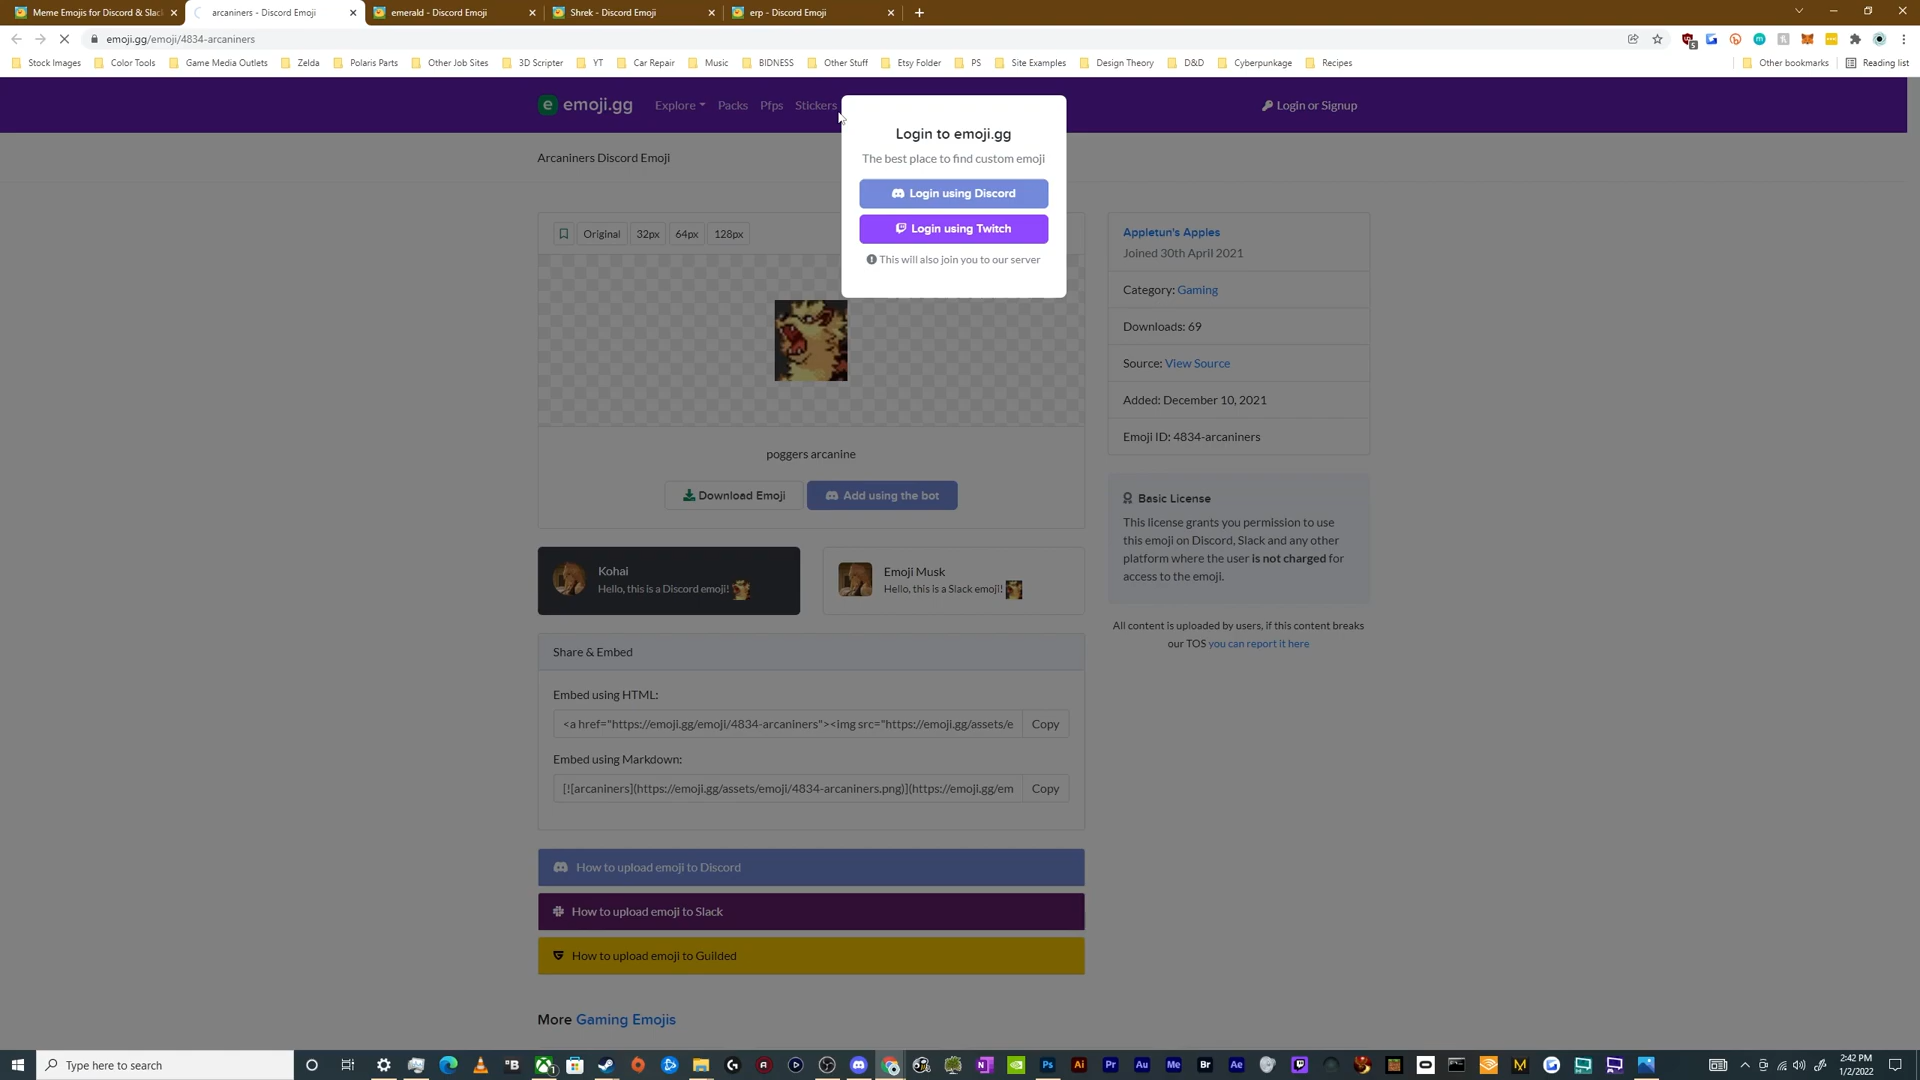 Meme Emojis for Discord & Slac
arcaniners - Discord Emoji
emerald - Discord Emoji
Shrek - Discord Emoji
erp - Discord Emoji
emoji.gg/emoji/4834-arcaniners
Stock Images
Color Tools
Game Media Outlets
Zelda
Polaris Parts
Other Job Sites
3D Scripter
YT
Car Repair
Music
BIDNESS
Other Stuff
Etsy Folder
PS
Site Examples
Design Theory
D&D
Cyberpunkage
Recipes
Other bookmarks
Reading list
emoji.gg
Explore
Packs
Pfps
Stickers
Login or Signup
Login to emoji.gg
The best place to find custom emoji
Login using Discord
Login using Twitch
This will also join you to our server
Arcaniners Discord Emoji
Original
32px
64px
128px
poggers arcanine
Download Emoji
Add using the bot
Appletun's Apples
Joined 30th April 2021
Category: Gaming
Downloads: 69
Source: View Source
Added: December 10, 2021
Emoji ID: 4834-arcaniners
Basic License
This license grants you permission to use
this emoji on Discord, Slack and any other
platform where the user is not charged for
access to the emoji.
All content is uploaded by users, if this content breaks
our TOS you can report it here
Kohai
Hello, this is a Discord emoji!
Emoji Musk
Hello, this is a Slack emoji!
Share & Embed
Embed using HTML:
<a href="https://emoji.gg/emoji/4834-arcaniners"><img src="https://emoji.gg/assets/e
Copy
Embed using Markdown:
[![arcaniners](https://emoji.gg/assets/emoji/4834-arcaniners.png)](https://emoji.gg/em
Copy
How to upload emoji to Discord
How to upload emoji to Slack
How to upload emoji to Guilded
More Gaming Emojis
Type here to search
2:42 PM
1/2/2022